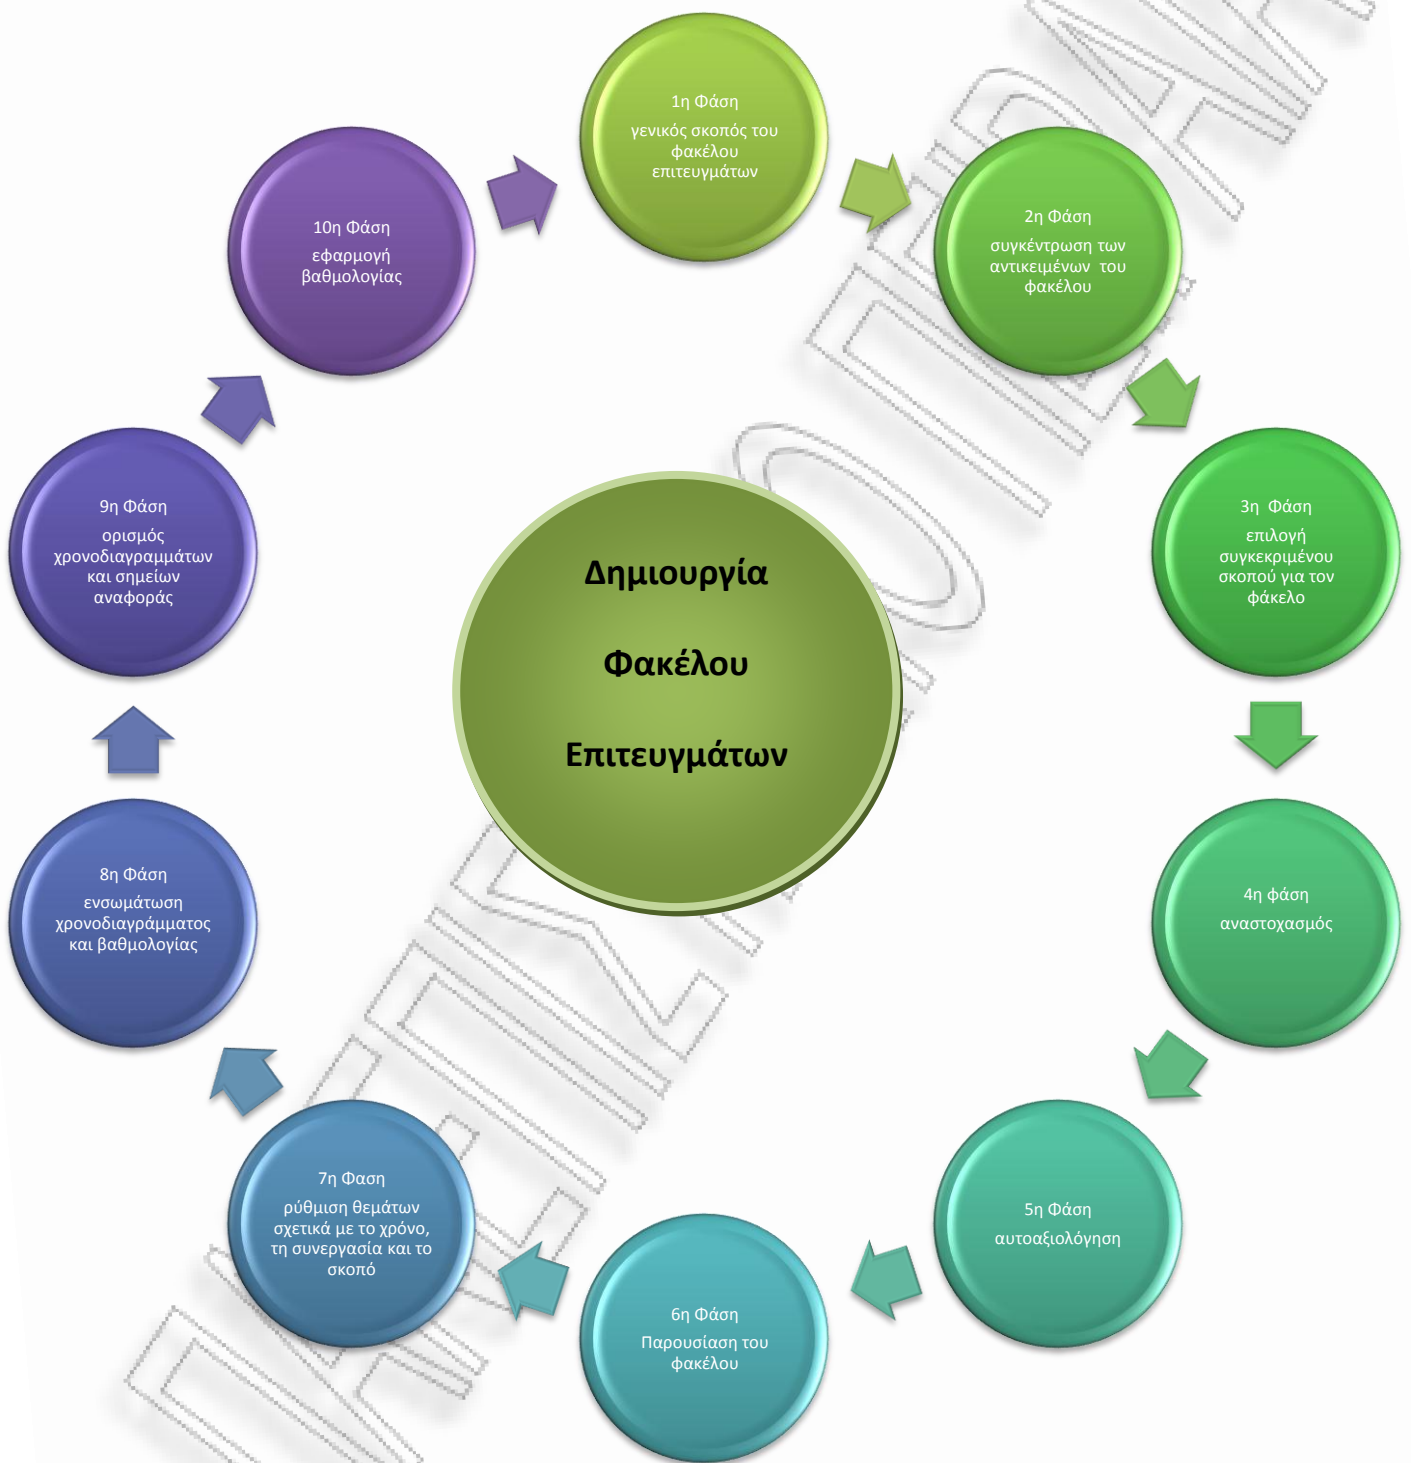 1η Φάση
γενικός σκοπός του
φακέλου
επιτευγμάτων
2η Φάση
συγκέντρωση των
αντικειμένων του
φακέλου
3η Φάση
επιλογή
συγκεκριμένου
σκοπού για τον
φάκελο
4η φάση
αναστοχασμός
5η Φάση
αυτοαξιολόγηση
6η Φάση
Παρουσίαση του
φακέλου
7η Φαση
ρύθμιση θεμάτων
σχετικά με το χρόνο,
τη συνεργασία και το
σκοπό
8η Φάση
ενσωμάτωση
χρονοδιαγράμματος
και βαθμολογίας
9η Φάση
ορισμός
χρονοδιαγραμμάτων
και σημείων
αναφοράς
10η Φάση
εφαρμογή
βαθμολογίας
Δημιουργία
Φακέλου
Επιτευγμάτων